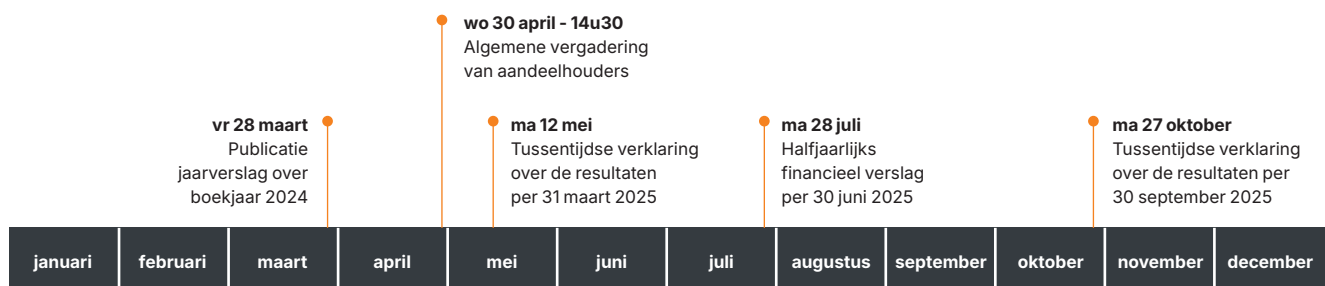 wo 30 april - 14u30
Algemene vergadering
van aandeelhouders
vr 28 maart
Publicatie
jaarverslag over
boekjaar 2024
ma 12 mei
Tussentijdse verklaring
over de resultaten
per 31 maart 2025
ma 28 juli
Halfjaarlijks
financieel verslag
per 30 juni 2025
ma 27 oktober
Tussentijdse verklaring
over de resultaten per
30 september 2025
januari
februari
maart
april
mei
juni
juli
augustus
september
oktober
november
december